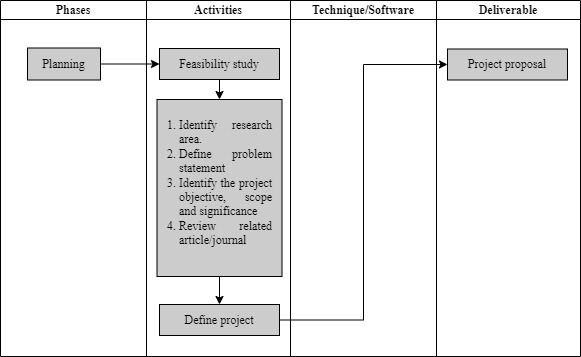 Phases Activities Technique/Software Deliverable
Planning Feasibility study Project proposal
1. Identify research
area.
2. Define problem
statement
3. Identify the project
objective, scope
and significance
4. Review related
article/journal
Define project